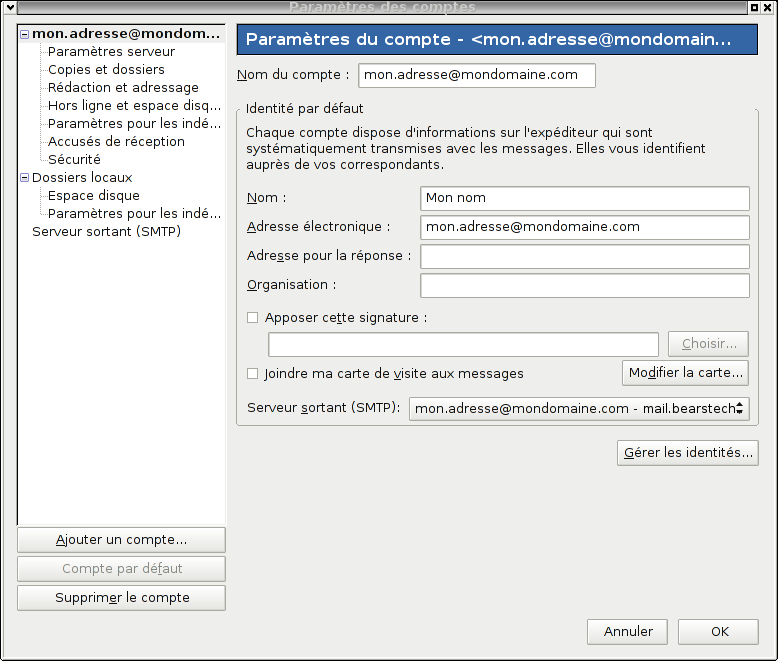 Paramètres des comptes
mon.adresse@mondom...
Paramètres serveur
Copies et dossiers
Rédaction et adressage
Hors ligne et espace disq...
Paramètres pour les indé...
Accusés de réception
Sécurité
Dossiers locaux
Espace disque
Paramètres pour les indé...
Serveur sortant (SMTP)
Ajouter un compte...
Compte par défaut
Supprimer le compte
Paramètres du compte - <mon.adresse@mondomain...
Nom du compte : mon.adresse@mondomaine.com
Identité par défaut
Chaque compte dispose d'informations sur l'expéditeur qui sont
systématiquement transmises avec les messages. Elles vous identifient
auprès de vos correspondants.
Nom : Mon nom
Adresse électronique : mon.adresse@mondomaine.com
Adresse pour la réponse :
Organisation :
Apposer cette signature :
Choisir...
Joindre ma carte de visite aux messages Modifier la carte...
Serveur sortant (SMTP): mon.adresse@mondomaine.com - mail.bearstech
Gérer les identités...
Annuler OK